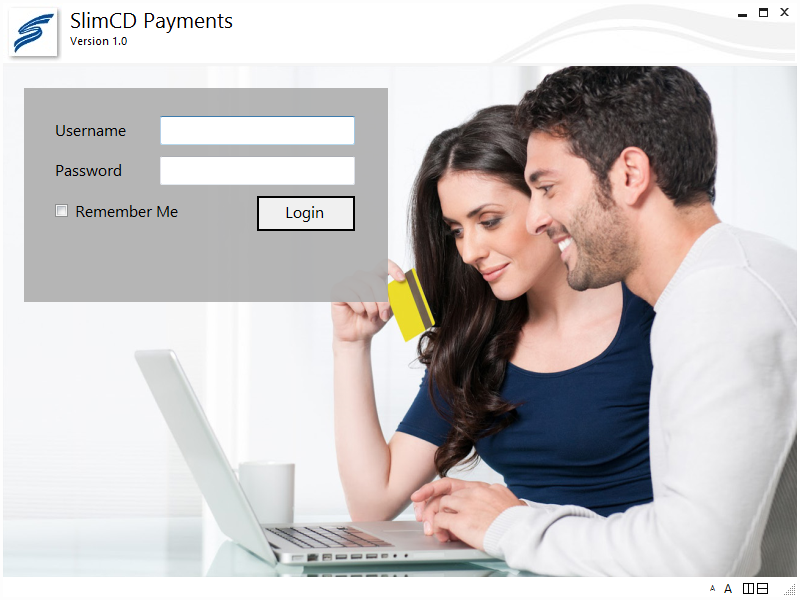 SlimCD Payments
Version 1.0
Username
Password
Remember Me
Login
A A